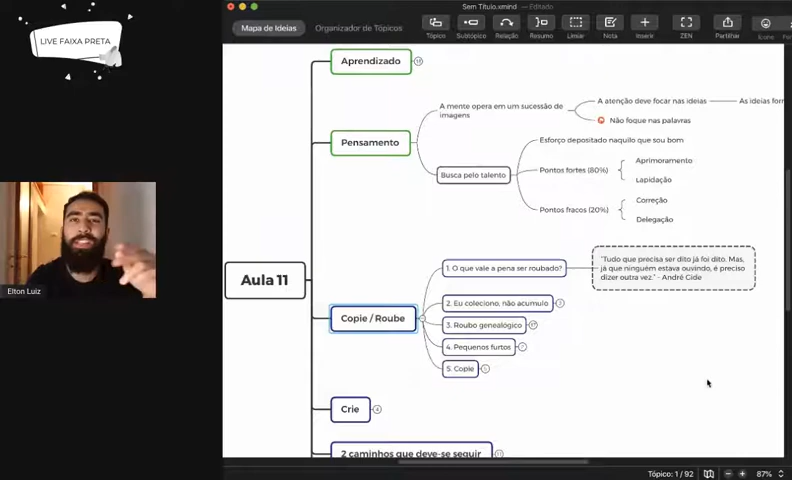 LIVE FAIXA PRETA
Elton Luiz
Sem Título.xmind — Editado
Mapa de Ideias
Organizador de Tópicos
Tópico
Subtópico
Relação
Resumo
Limite
Nota
Inserir
ZEN
Partilhar
Ícone
Aprendizado
Pensamento
A mente opera em um sucessão de
imagens
A atenção deve focar nas ideias
As ideias for
Não foque nas palavras
Busca pelo talento
Esforço depositado naquilo que sou bom
Pontos fortes (80%)
Aprimoramento
Lapidação
Pontos fracos (20%)
Correção
Delegação
Aula 11
Copie / Roube
1. O que vale a pena ser roubado?
"Tudo que precisa ser dito já foi dito. Mas,
já que ninguém estava ouvindo, é preciso
dizer outra vez." - André Gide
2. Eu coleciono, não acumulo
3. Roubo genealógico
4. Pequenos furtos
5. Copie
Crie
2 caminhos que deve-se seguir
Tópico: 1 / 92
87%